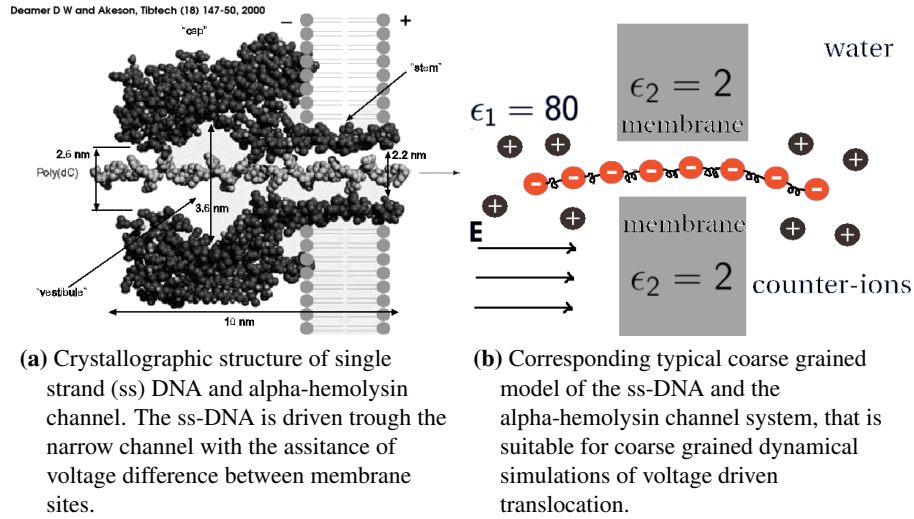 Deamer D W and Akeson, Tibtech (18) 147-50, 2000
"cap"
−
+
"stem"
2.6 nm
Poly(dC)
2.2 nm
3.6 nm
"vestibule"
10 nm
water
ϵ₂ = 2
membrane
ϵ₁ = 80
+ + + + + + + +
- - - - - - - -
E
membrane
ϵ₂ = 2
counter-ions
(a) Crystallographic structure of single
strand (ss) DNA and alpha-hemolysin
channel. The ss-DNA is driven trough the
narrow channel with the assitance of
voltage difference between membrane
sites.
(b) Corresponding typical coarse grained
model of the ss-DNA and the
alpha-hemolysin channel system, that is
suitable for coarse grained dynamical
simulations of voltage driven
translocation.